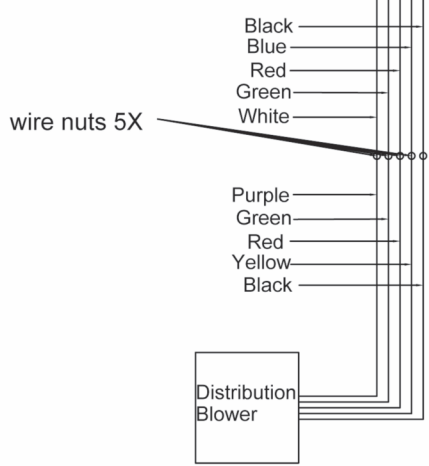 Black
Blue
Red
Green
White
wire nuts 5X
Purple
Green
Red
Yellow
Black
Distribution
Blower